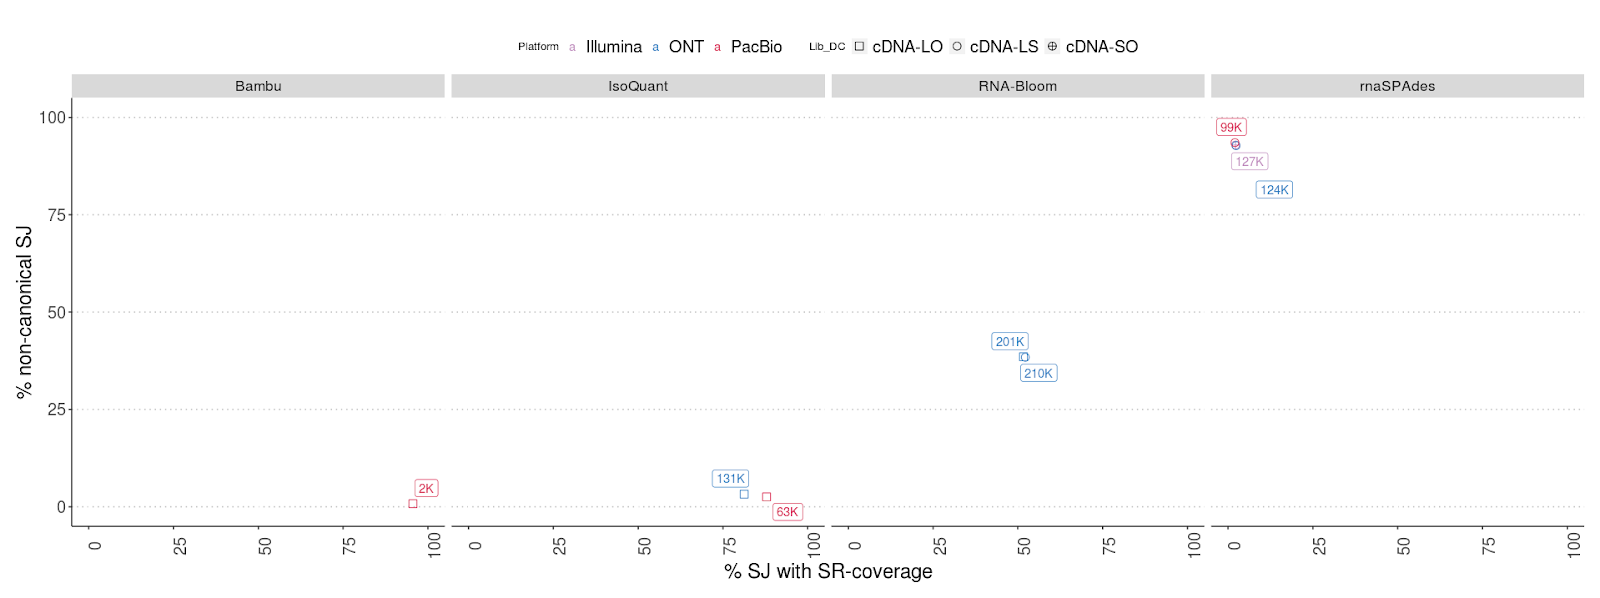 Platform a Illumina a ONT a PacBio Lib_DC cDNA-LO cDNA-LS cDNA-SO
Bambu IsoQuant RNA-Bloom rnaSPAdes
% non-canonical SJ
100
75
50
25
0
2K
131K
63K
201K
210K
99K
127K
124K
0 25 50 75 100 0 25 50 75 100 0 25 50 75 100 0 25 50 75 100
% SJ with SR-coverage